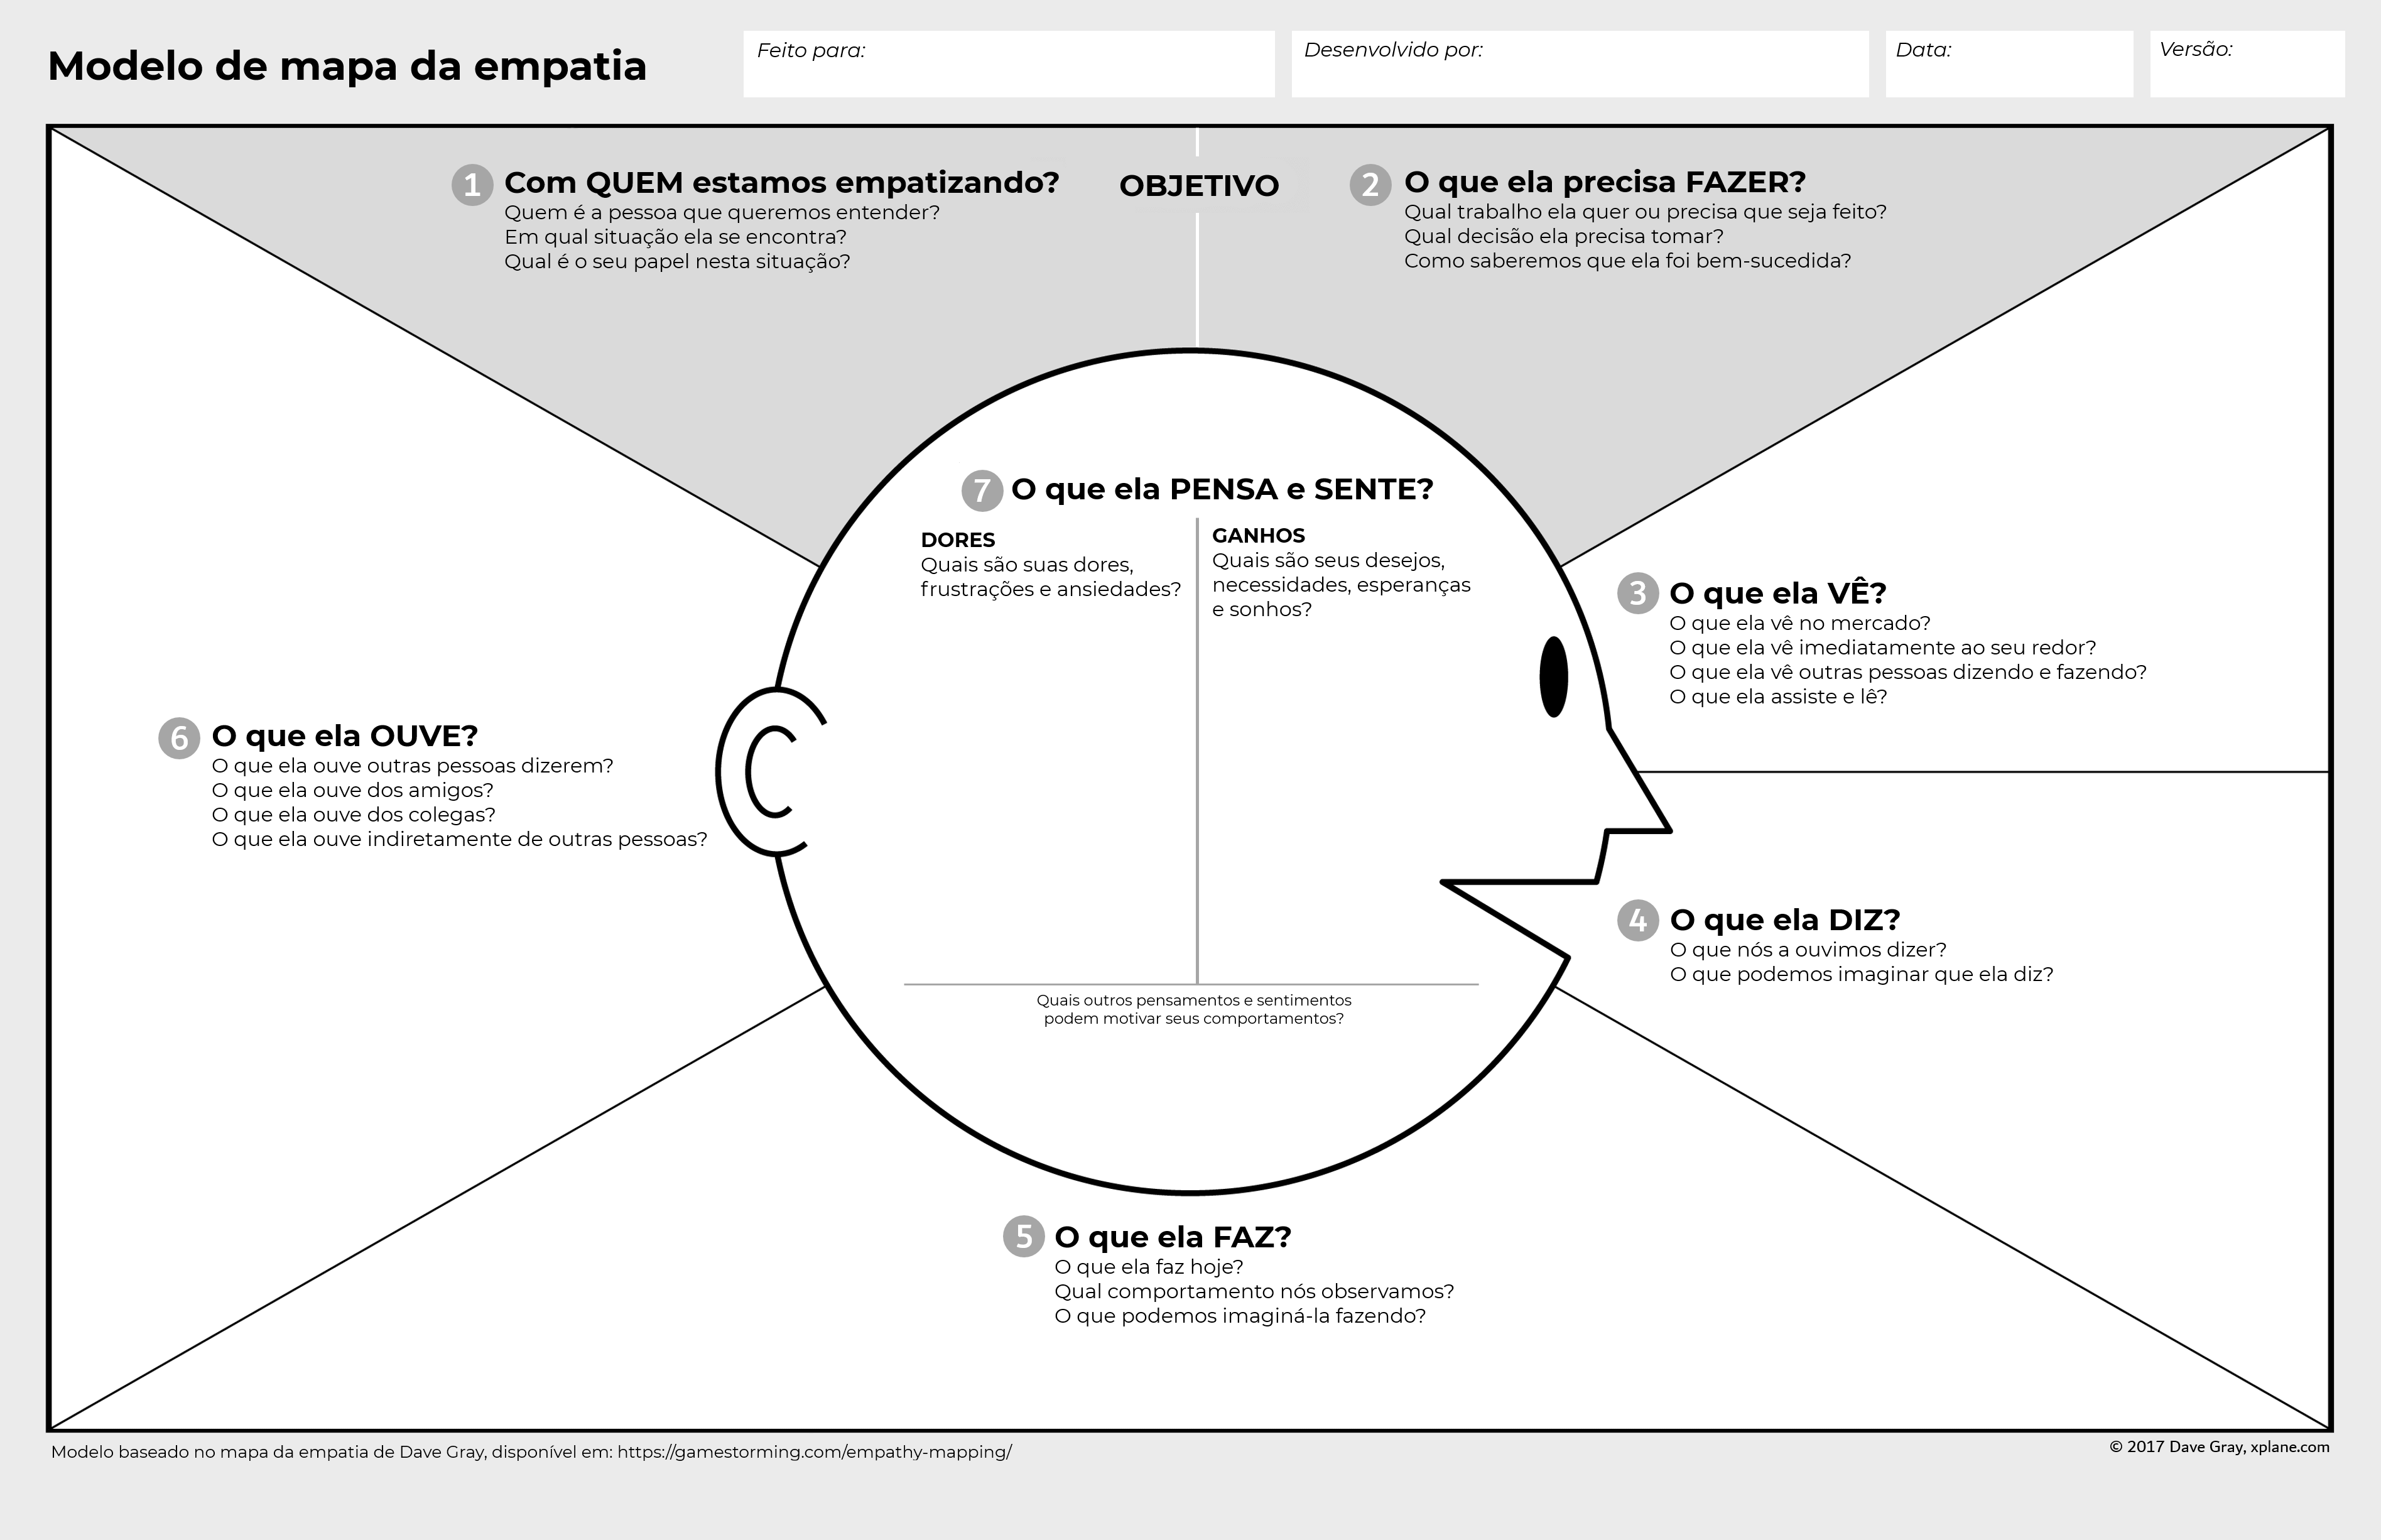 Modelo de mapa da empatia
Feito para:
Desenvolvido por:
Data:
Versão:
1 Com QUEM estamos empatizando?
Quem é a pessoa que queremos entender?
Em qual situação ela se encontra?
Qual é o seu papel nesta situação?
OBJETIVO
2 O que ela precisa FAZER?
Qual trabalho ela quer ou precisa que seja feito?
Qual decisão ela precisa tomar?
Como saberemos que ela foi bem-sucedida?
7 O que ela PENSA e SENTE?
DORES
Quais são suas dores,
frustrações e ansiedades?
GANHOS
Quais são seus desejos,
necessidades, esperanças
e sonhos?
Quais outros pensamentos e sentimentos
podem motivar seus comportamentos?
3 O que ela VÊ?
O que ela vê no mercado?
O que ela vê imediatamente ao seu redor?
O que ela vê outras pessoas dizendo e fazendo?
O que ela assiste e lê?
6 O que ela OUVE?
O que ela ouve outras pessoas dizerem?
O que ela ouve dos amigos?
O que ela ouve dos colegas?
O que ela ouve indiretamente de outras pessoas?
4 O que ela DIZ?
O que nós a ouvimos dizer?
O que podemos imaginar que ela diz?
5 O que ela FAZ?
O que ela faz hoje?
Qual comportamento nós observamos?
O que podemos imaginá-la fazendo?
Modelo baseado no mapa da empatia de Dave Gray, disponível em: https://gamestorming.com/empathy-mapping/
© 2017 Dave Gray, xplane.com